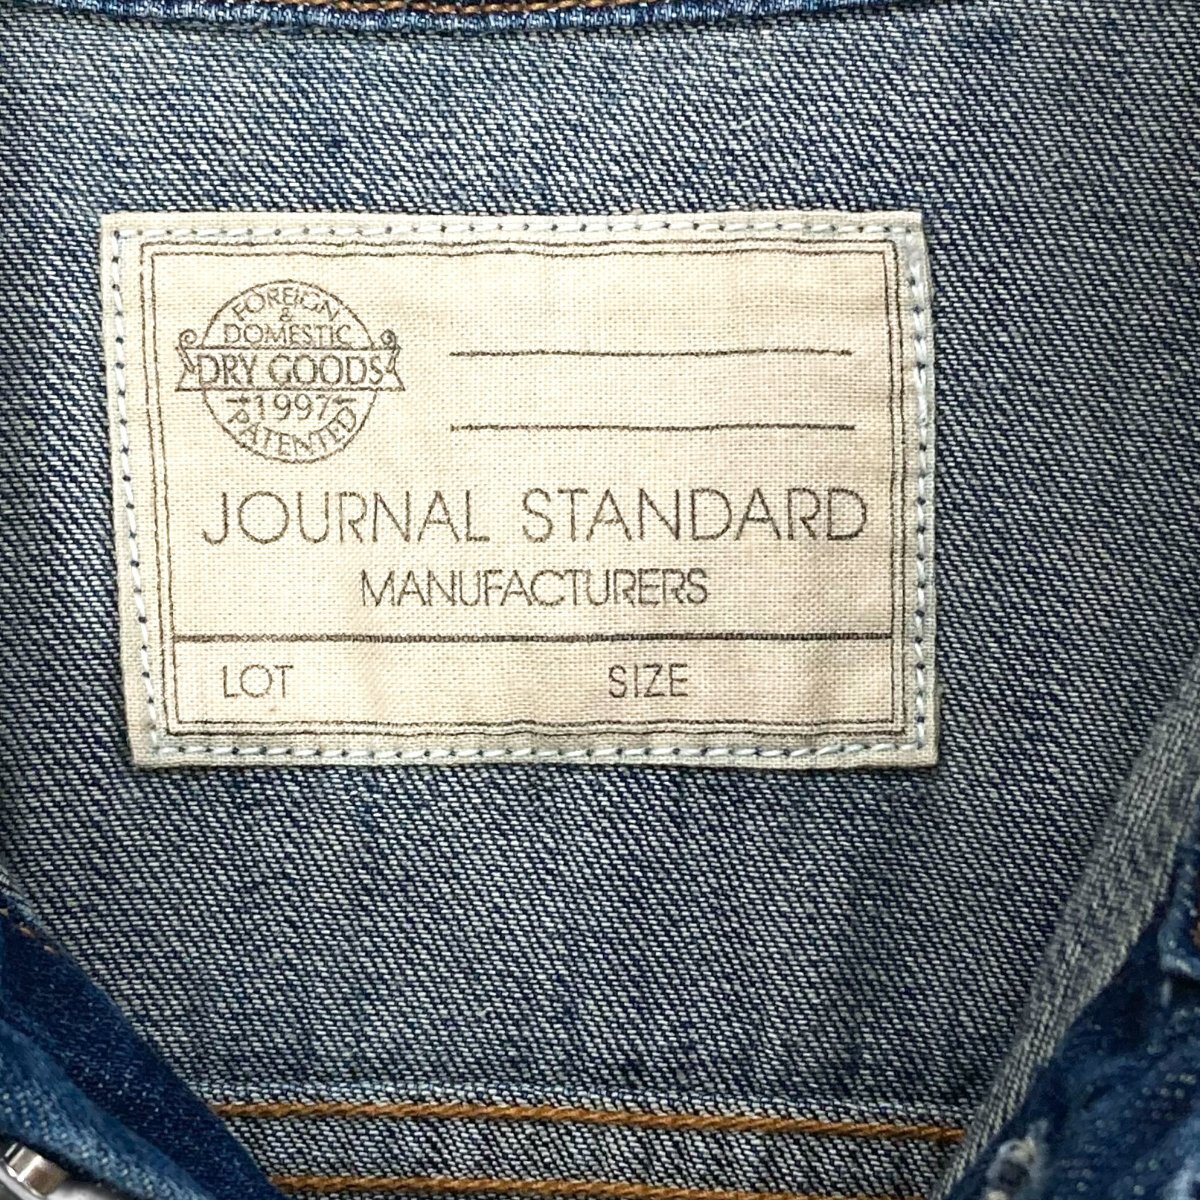 FOREIGN
&
DOMESTIC
DRY GOODS
1997
PATENTED
JOURNAL STANDARD
MANUFACTURERS
LOT SIZE